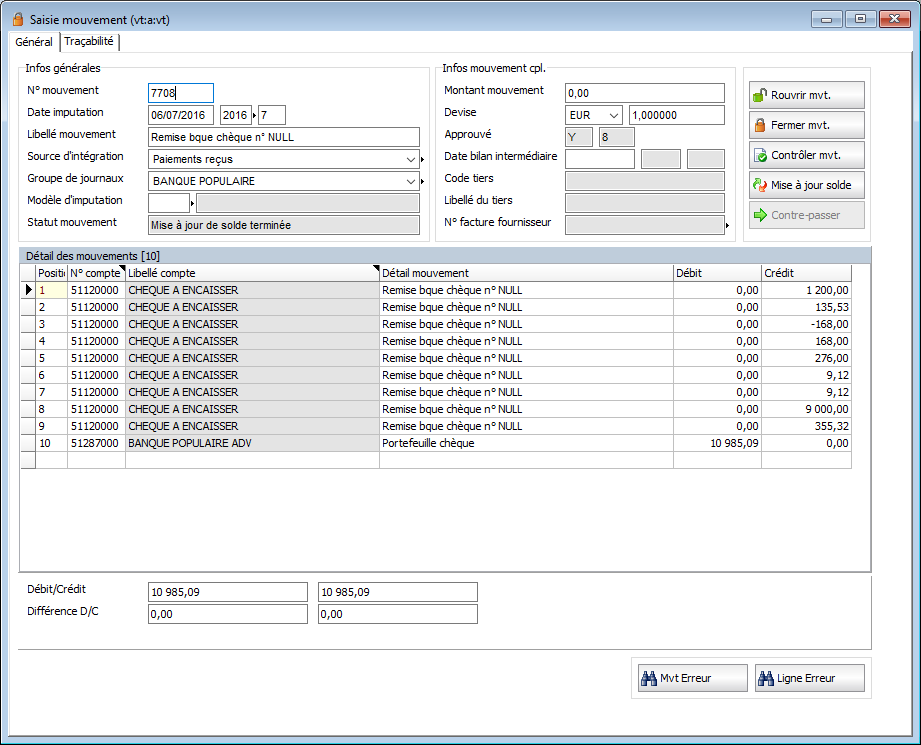 Saisie mouvement (vt:a:vt)
Général Traçabilité
Infos générales
N° mouvement 7708
Date imputation 06/07/2016 2016 7
Libellé mouvement Remise bque chèque n° NULL
Source d'intégration Paiements reçus
Groupe de journaux BANQUE POPULAIRE
Modèle d'imputation
Statut mouvement Mise à jour de solde terminée
Infos mouvement cpl.
Montant mouvement 0,00
Devise EUR 1,000000
Approuvé Y 8
Date bilan intermédiaire
Code tiers
Libellé du tiers
N° facture fournisseur
Rouvrir mvt.
Fermer mvt.
Contrôler mvt.
Mise à jour solde
Contre-passer
Détail des mouvements [10]
Positi N° compte Libellé compte Détail mouvement Débit Crédit
1 51120000 CHEQUE A ENCAISSER Remise bque chèque n° NULL 0,00 1 200,00
2 51120000 CHEQUE A ENCAISSER Remise bque chèque n° NULL 0,00 135,53
3 51120000 CHEQUE A ENCAISSER Remise bque chèque n° NULL 0,00 -168,00
4 51120000 CHEQUE A ENCAISSER Remise bque chèque n° NULL 0,00 168,00
5 51120000 CHEQUE A ENCAISSER Remise bque chèque n° NULL 0,00 276,00
6 51120000 CHEQUE A ENCAISSER Remise bque chèque n° NULL 0,00 9,12
7 51120000 CHEQUE A ENCAISSER Remise bque chèque n° NULL 0,00 9,12
8 51120000 CHEQUE A ENCAISSER Remise bque chèque n° NULL 0,00 9 000,00
9 51120000 CHEQUE A ENCAISSER Remise bque chèque n° NULL 0,00 355,32
10 51287000 BANQUE POPULAIRE ADV Portefeuille chèque 10 985,09 0,00
Débit/Crédit 10 985,09 10 985,09
Différence D/C 0,00 0,00
Mvt Erreur Ligne Erreur